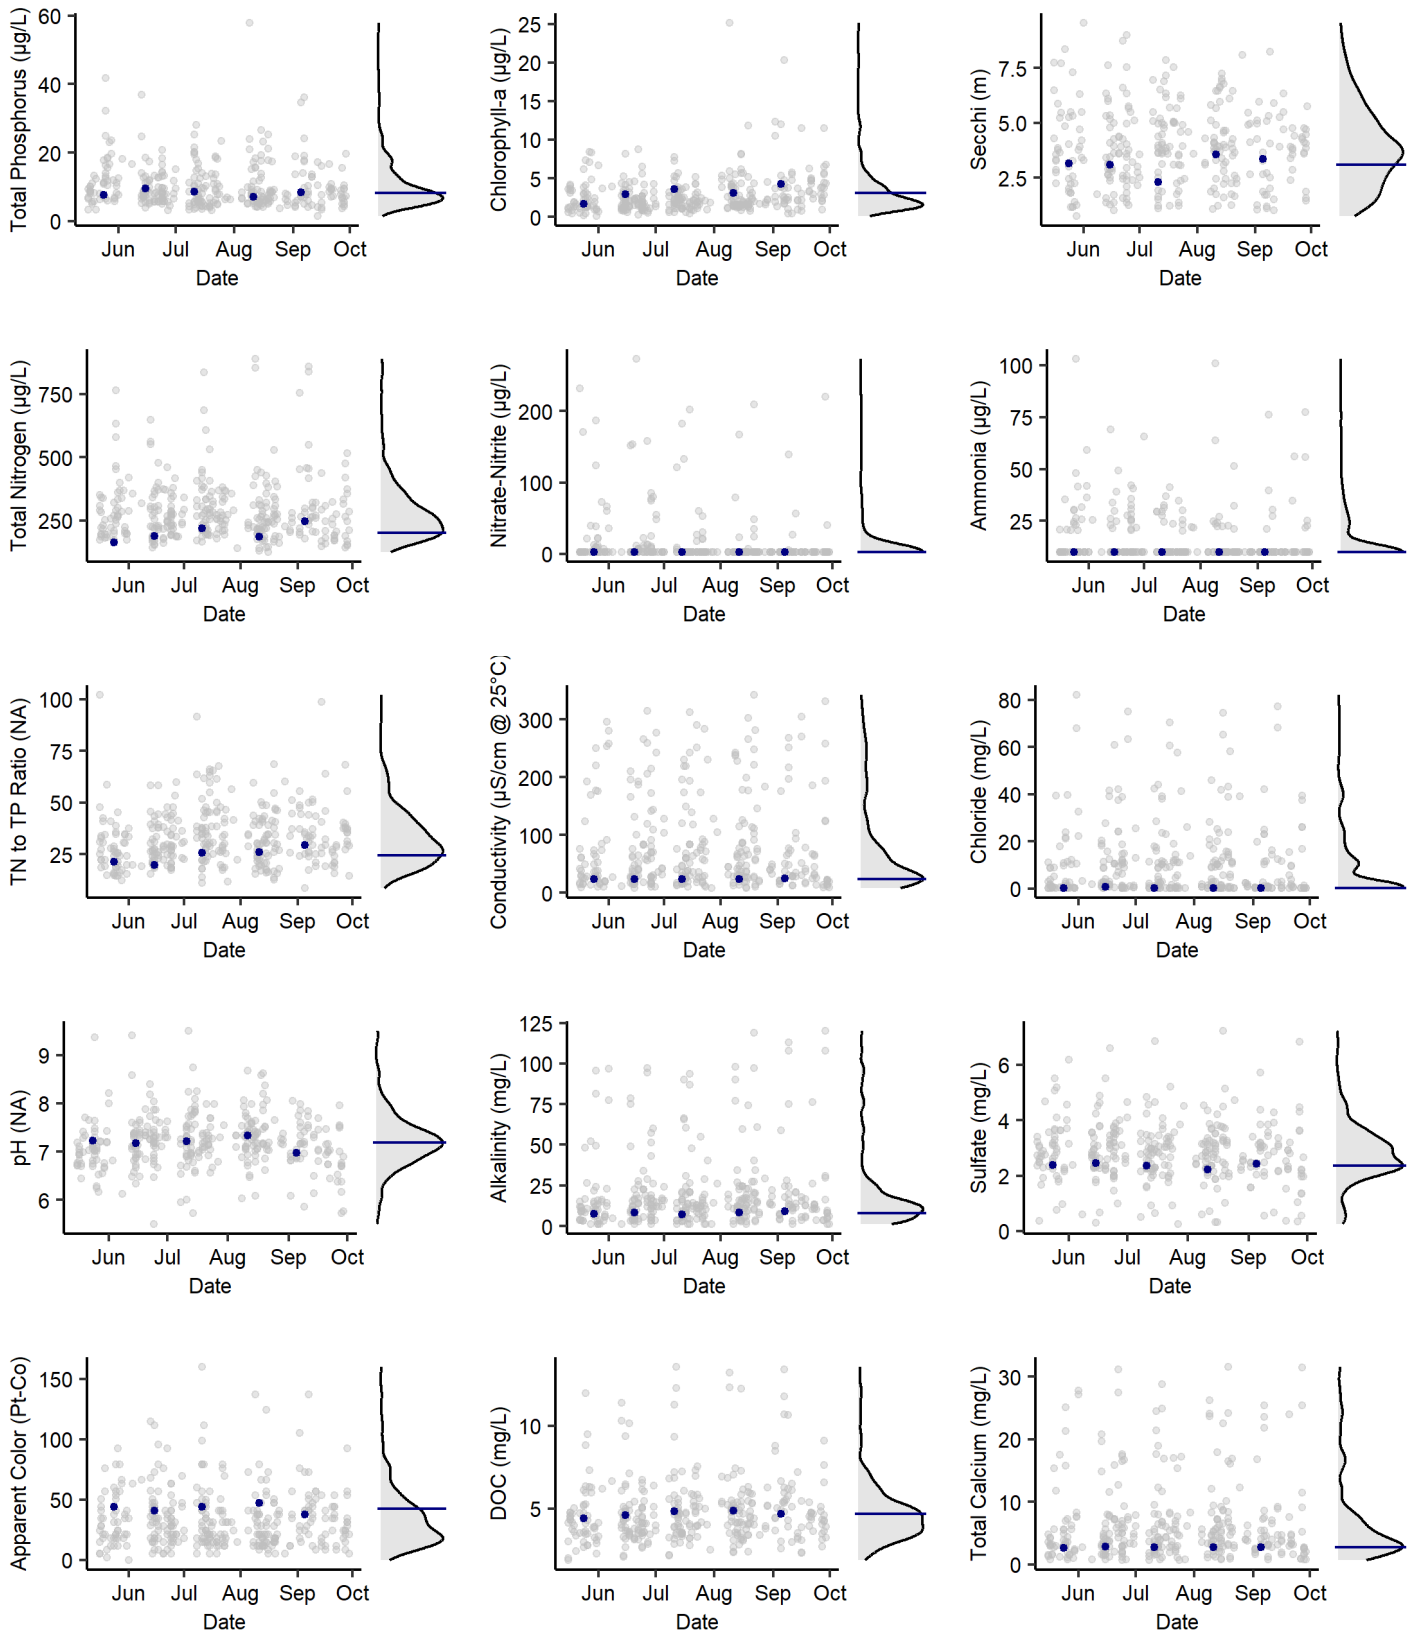 Total Phosphorus (µg/L)
60
40
20
0
Jun Jul Aug Sep Oct
Date
Chlorophyll-a (µg/L)
25
20
15
10
5
0
Jun Jul Aug Sep Oct
Date
Secchi (m)
7.5
5.0
2.5
Jun Jul Aug Sep Oct
Date
Total Nitrogen (µg/L)
750
500
250
Jun Jul Aug Sep Oct
Date
Nitrate-Nitrite (µg/L)
200
100
0
Jun Jul Aug Sep Oct
Date
Ammonia (µg/L)
100
75
50
25
Jun Jul Aug Sep Oct
Date
TN to TP Ratio (NA)
100
75
50
25
Jun Jul Aug Sep Oct
Date
Conductivity (µS/cm @ 25°C)
300
200
100
0
Jun Jul Aug Sep Oct
Date
Chloride (mg/L)
80
60
40
20
0
Jun Jul Aug Sep Oct
Date
pH (NA)
9
8
7
6
Jun Jul Aug Sep Oct
Date
Alkalinity (mg/L)
125
100
75
50
25
0
Jun Jul Aug Sep Oct
Date
Sulfate (mg/L)
6
4
2
0
Jun Jul Aug Sep Oct
Date
Apparent Color (Pt-Co)
150
100
50
0
Jun Jul Aug Sep Oct
Date
DOC (mg/L)
10
5
Jun Jul Aug Sep Oct
Date
Total Calcium (mg/L)
30
20
10
0
Jun Jul Aug Sep Oct
Date